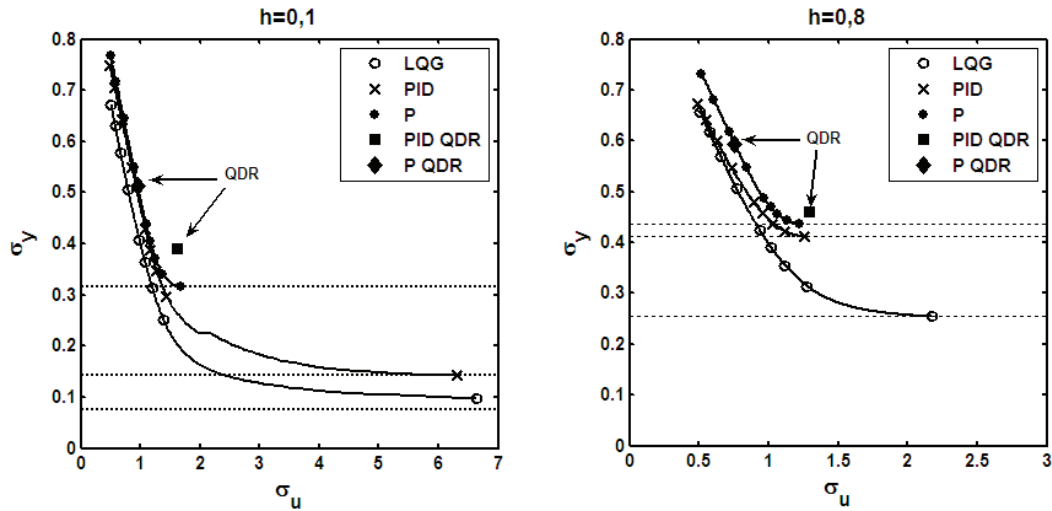 h=0,1
0.8
0.7
0.6
0.5
0.4
0.3
0.2
0.1
0
σy
0 1 2 3 4 5 6 7
σu
LQG
PID
P
PID QDR
P QDR
QDR
h=0,8
0.8
0.7
0.6
0.5
0.4
0.3
0.2
0.1
0
σy
0 0.5 1 1.5 2 2.5 3
σu
LQG
PID
P
PID QDR
P QDR
QDR